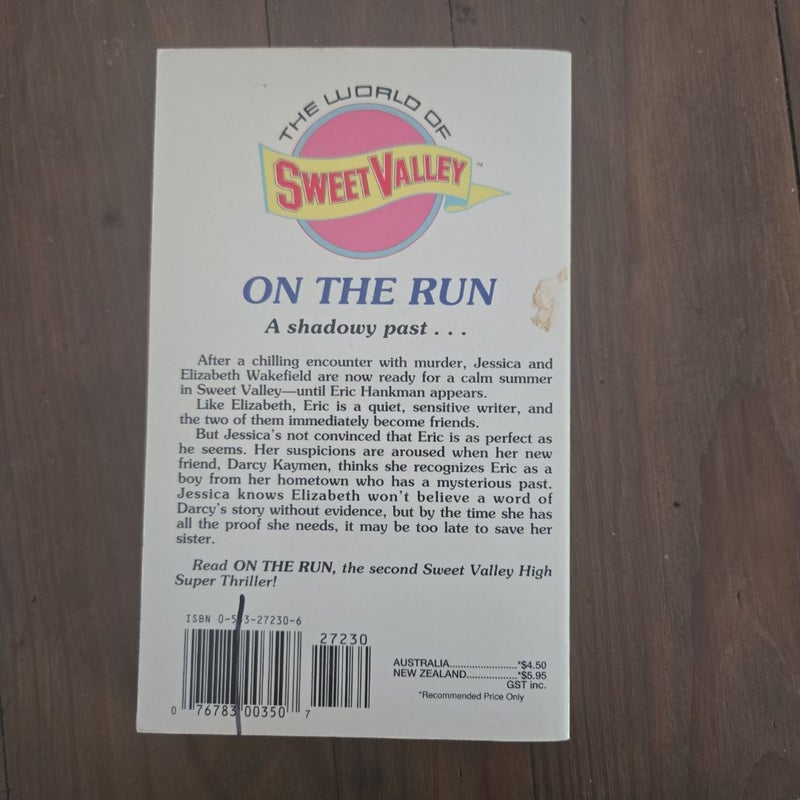 THE WORLD OF
SWEET VALLEY™
ON THE RUN
A shadowy past . . .
After a chilling encounter with murder, Jessica and
Elizabeth Wakefield are now ready for a calm summer
in Sweet Valley—until Eric Hankman appears.
Like Elizabeth, Eric is a quiet, sensitive writer, and
the two of them immediately become friends.
But Jessica's not convinced that Eric is as perfect as
he seems. Her suspicions are aroused when her new
friend, Darcy Kaymen, thinks she recognizes Eric as a
boy from her hometown who has a mysterious past.
Jessica knows Elizabeth won't believe a word of
Darcy's story without evidence, but by the time she has
all the proof she needs, it may be too late to save her
sister.
Read ON THE RUN, the second Sweet Valley High
Super Thriller!
ISBN 0-553-27230-6
27230
0 76783 00350 7
AUSTRALIA......................*$4.50
NEW ZEALAND.................*$5.95
GST inc.
*Recommended Price Only